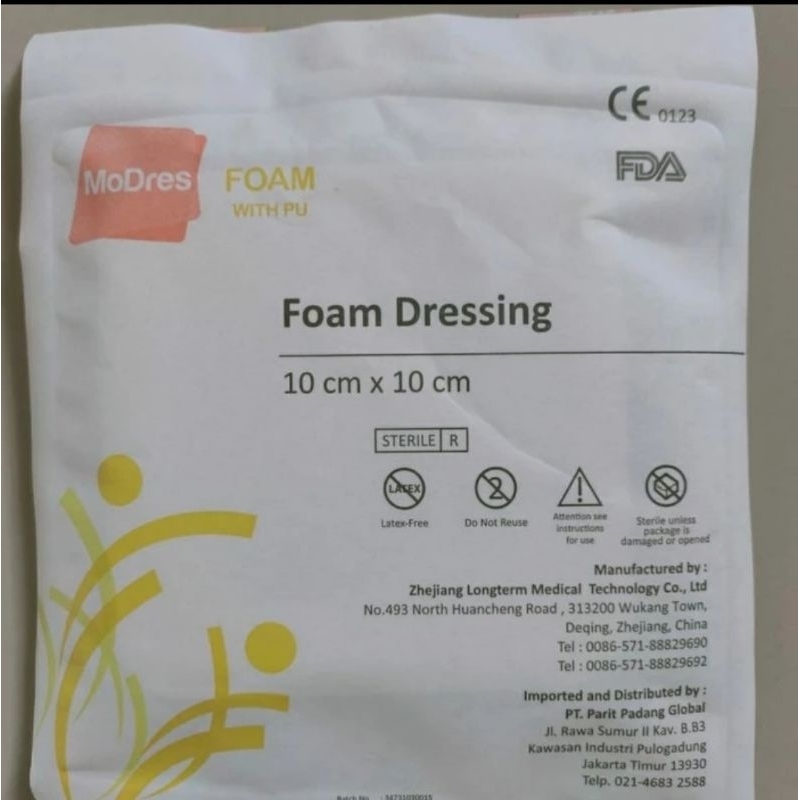 CE 0123
FDA
MoDres
FOAM
WITH PU
Foam Dressing
10 cm x 10 cm
STERILE R
LATEX
2
Latex-Free
Do Not Reuse
Attention see
instructions
for use
Sterile unless
package is
damaged or opened
Manufactured by :
Zhejiang Longterm Medical Technology Co., Ltd
No.493 North Huancheng Road , 313200 Wukang Town,
Deqing, Zhejiang, China
Tel : 0086-571-88829690
Tel : 0086-571-88829692
Imported and Distributed by :
PT. Parit Padang Global
Jl. Rawa Sumur II Kav. B.B3
Kawasan Industri Pulogadung
Jakarta Timur 13930
Telp. 021-4683 2588
Batch No. :